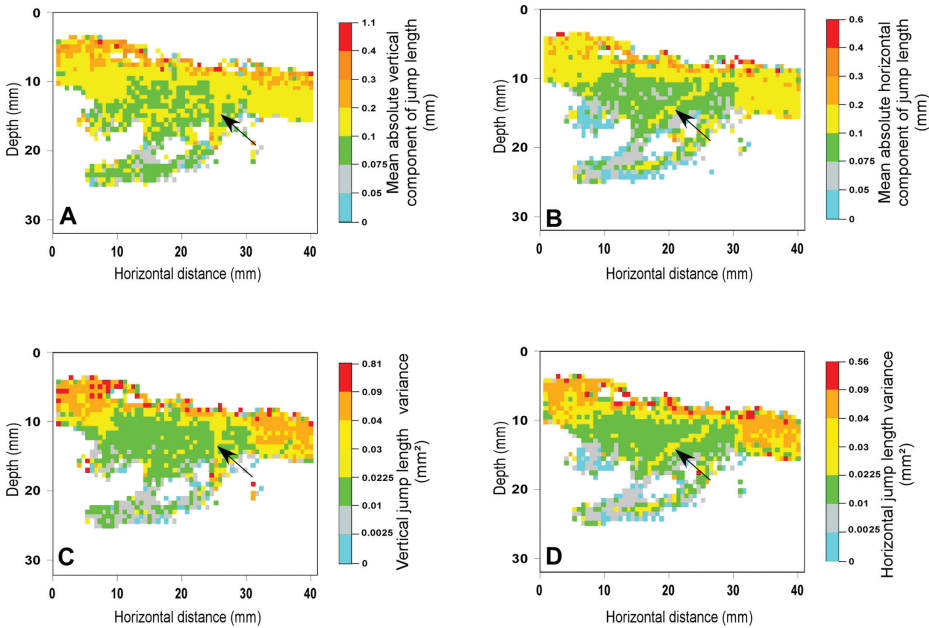 0
10
20
30
Depth (mm)
A
0 10 20 30 40
Horizontal distance (mm)
1.1
0.4
0.3
0.2
0.1
0.075
0.05
0
Mean absolute vertical
component of jump length
(mm)
0
10
20
30
Depth (mm)
B
0 10 20 30 40
Horizontal distance (mm)
0.6
0.4
0.3
0.2
0.1
0.075
0.05
0
Mean absolute horizontal
component of jump length
(mm)
0
10
20
30
Depth (mm)
C
0 10 20 30 40
Horizontal distance (mm)
0.81
0.09
0.04
0.03
0.0225
0.01
0.0025
0
Vertical jump length variance
(mm²)
0
10
20
30
Depth (mm)
D
0 10 20 30 40
Horizontal distance (mm)
0.56
0.09
0.04
0.03
0.0225
0.01
0.0025
0
Horizontal jump length variance
(mm²)